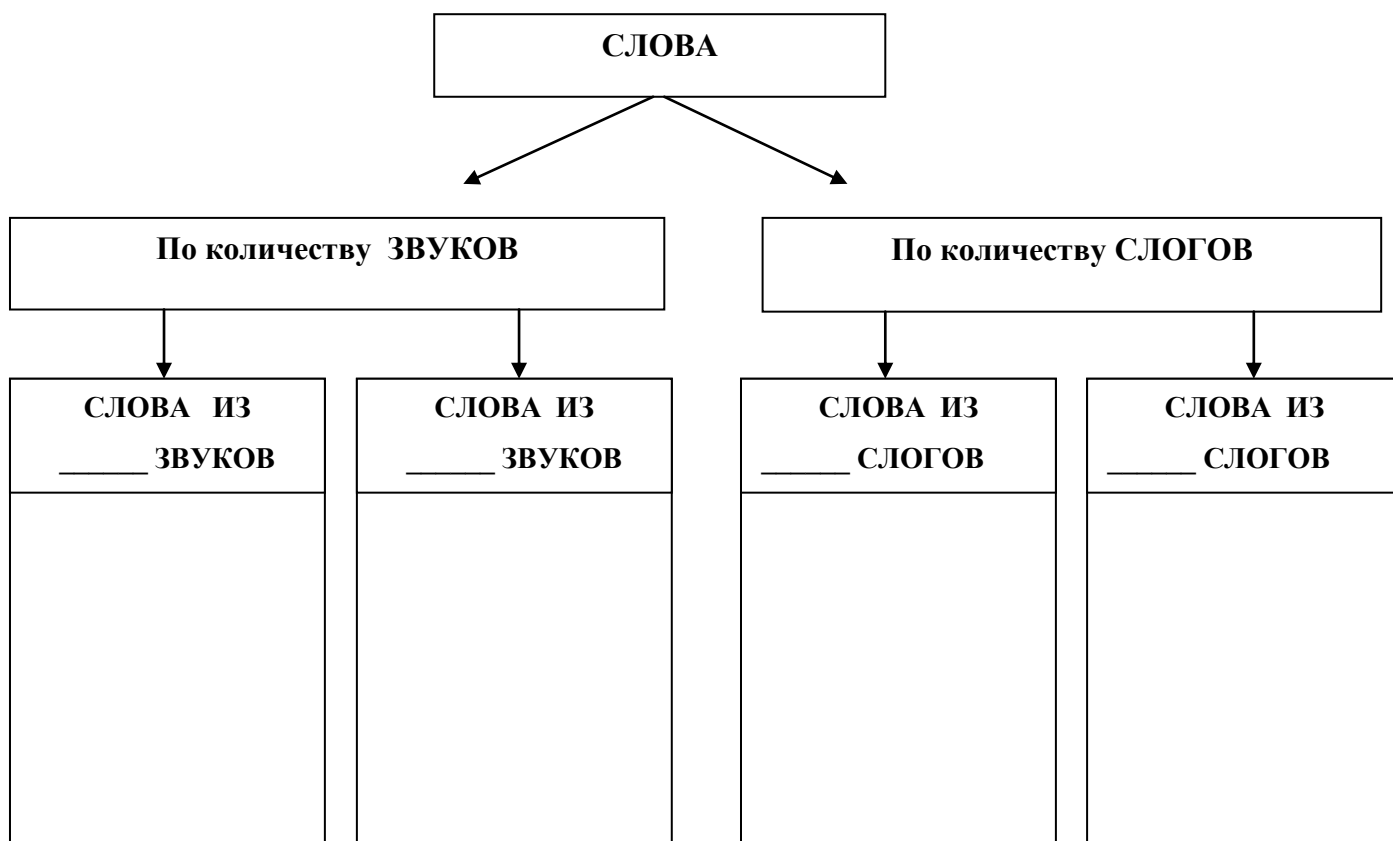 СЛОВА
По количеству ЗВУКОВ
По количеству СЛОГОВ
СЛОВА ИЗ
______ ЗВУКОВ
СЛОВА ИЗ
______ ЗВУКОВ
СЛОВА ИЗ
______ СЛОГОВ
СЛОВА ИЗ
______ СЛОГОВ